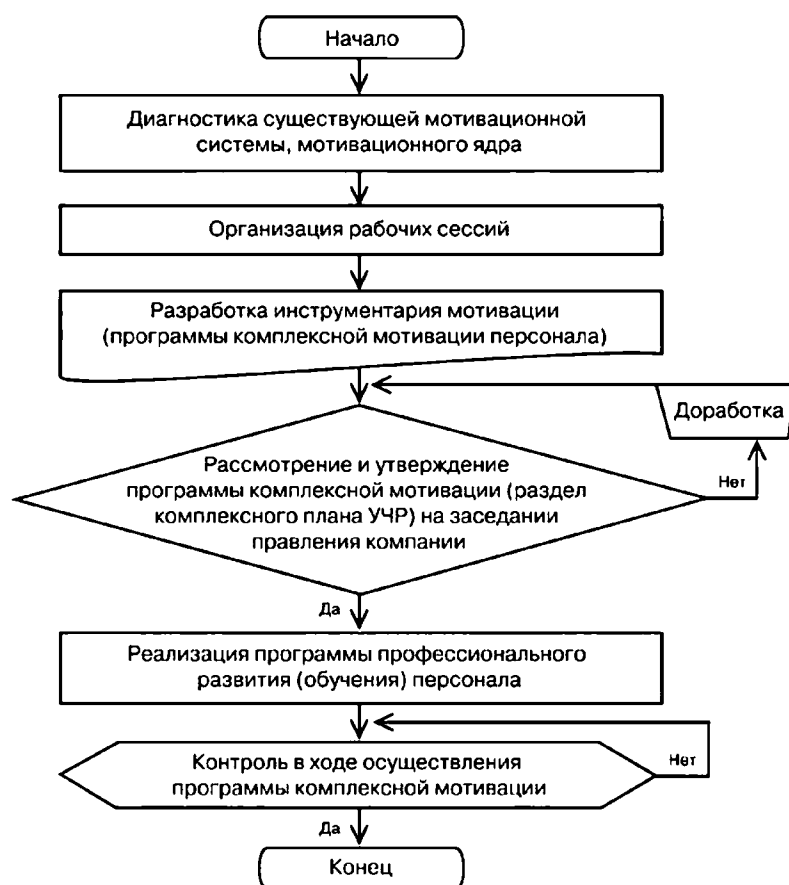 Начало
Диагностика существующей мотивационной
системы, мотивационного ядра
Организация рабочих сессий
Разработка инструментария мотивации
(программы комплексной мотивации персонала)
Доработка
Рассмотрение и утверждение
программы комплексной мотивации (раздел
комплексного плана УЧР) на заседании
правления компании
Нет
Да
Реализация программы профессионального
развития (обучения) персонала
Контроль в ходе осуществления
программы комплексной мотивации
Нет
Да
Конец